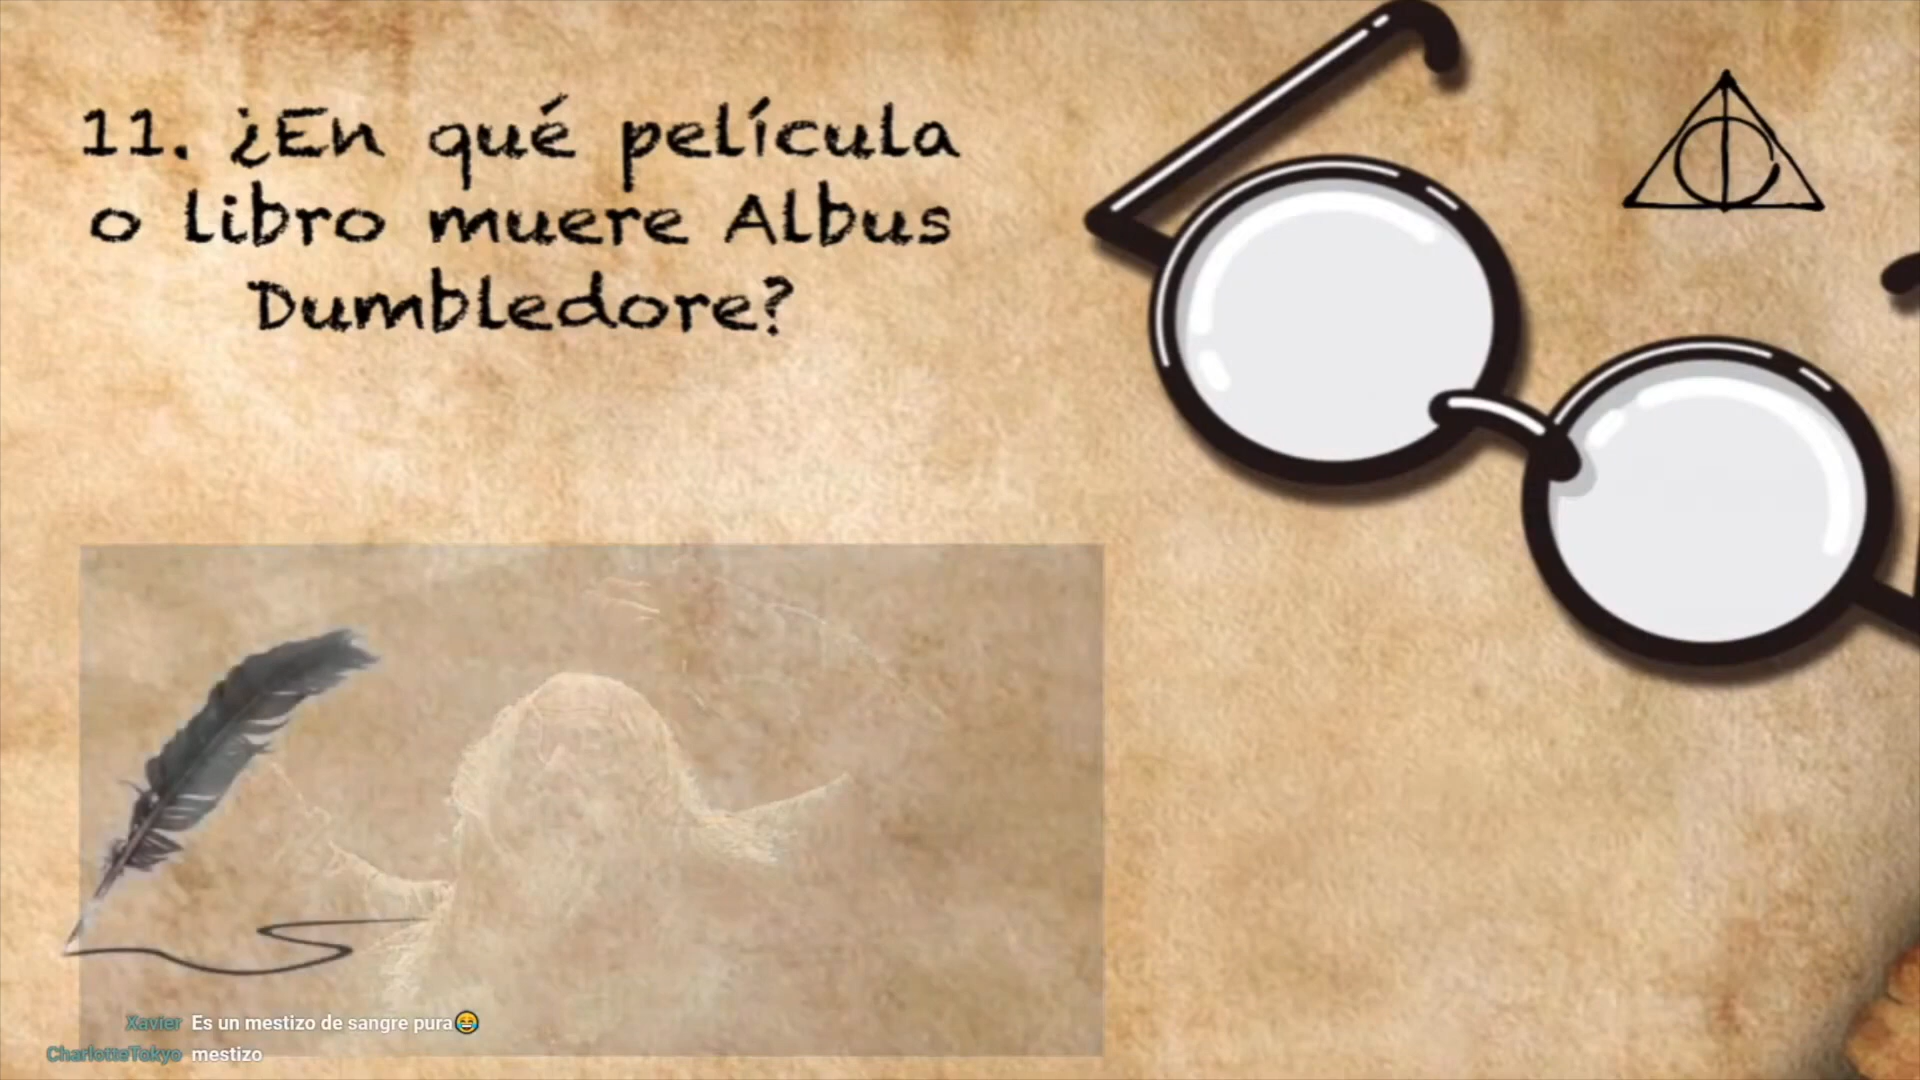 11. ¿En qué película
o libro muere Albus
Dumbledore?
Xavier Es un mestizo de sangre pura😂
CharlotteTokyo mestizo